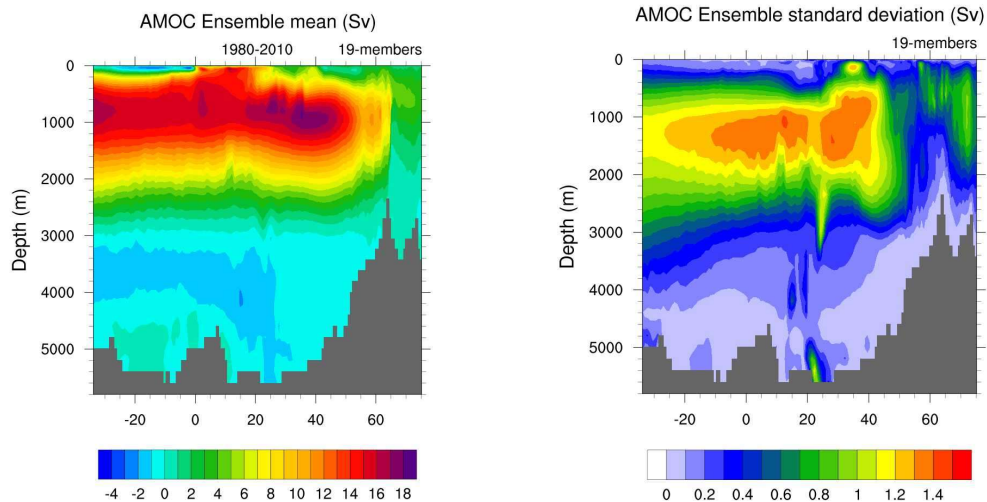 AMOC Ensemble mean (Sv)
1980-2010 19-members
0
1000
2000
3000
4000
5000
Depth (m)
-20 0 20 40 60
-4 -2 0 2 4 6 8 10 12 14 16 18
AMOC Ensemble standard deviation (Sv)
19-members
0
1000
2000
3000
4000
5000
Depth (m)
-20 0 20 40 60
0 0.2 0.4 0.6 0.8 1 1.2 1.4